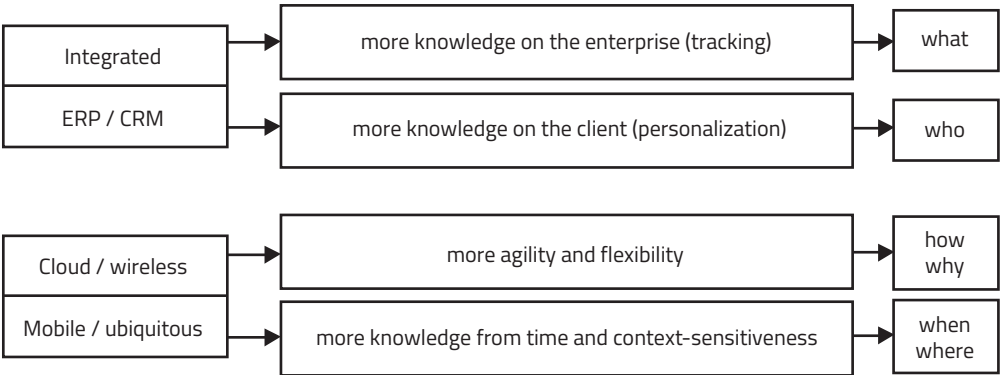 Integrated
more knowledge on the enterprise (tracking)
what
ERP / CRM
more knowledge on the client (personalization)
who
Cloud / wireless
more agility and flexibility
how
why
Mobile / ubiquitous
more knowledge from time and context-sensitiveness
when
where